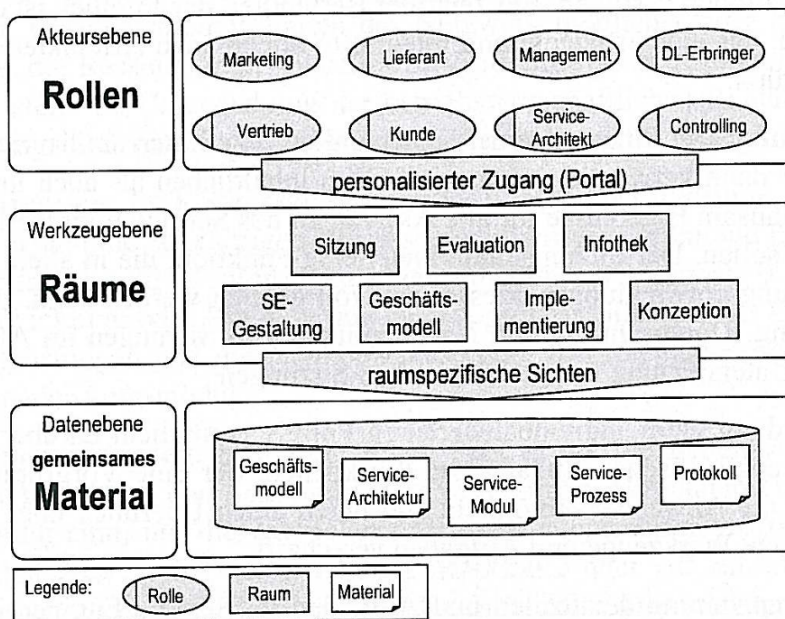 Akteursebene
Rollen
Marketing
Lieferant
Management
DL-Erbringer
Vertrieb
Kunde
Service-
Architekt
Controlling
personalisierter Zugang (Portal)
Werkzeugebene
Räume
Sitzung
Evaluation
Infothek
SE-
Gestaltung
Geschäfts-
modell
Imple-
mentierung
Konzeption
raumspezifische Sichten
Datenebene
gemeinsames
Material
Geschäfts-
modell
Service-
Architektur
Service-
Modul
Service-
Prozess
Protokoll
Legende:
Rolle
Raum
Material